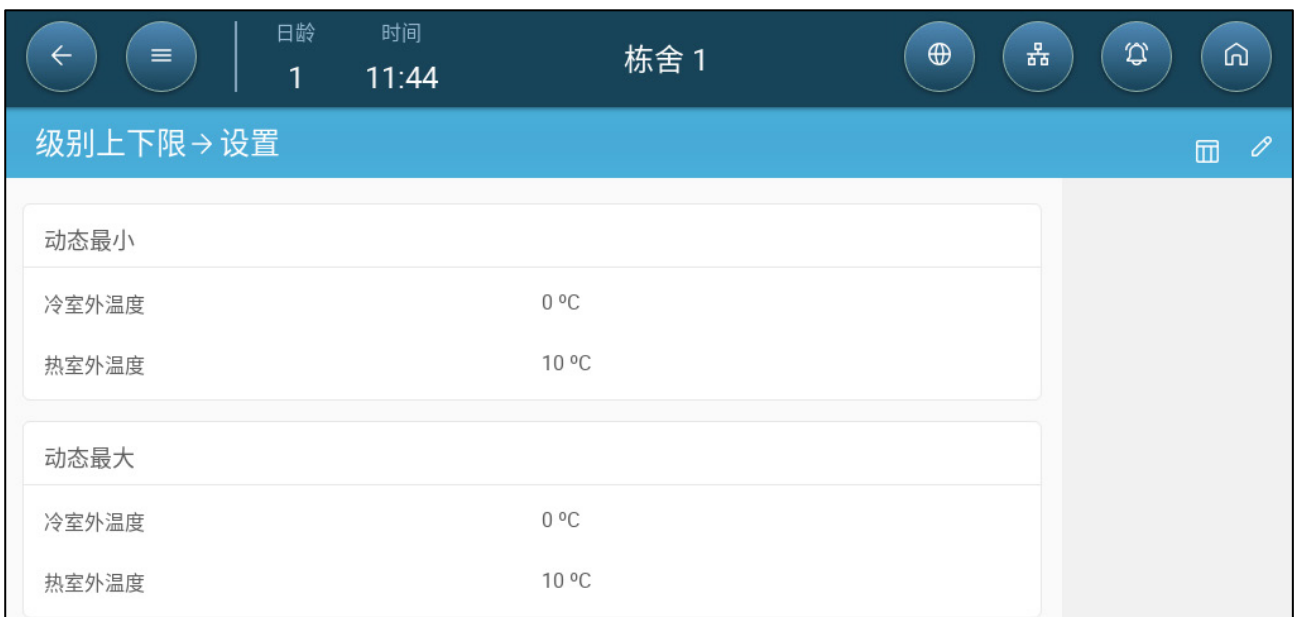 日龄 时间
1 11:44
栋舍 1
级别上下限→设置
动态最小
冷室外温度 0 ºC
热室外温度 10 ºC
动态最大
冷室外温度 0 ºC
热室外温度 10 ºC